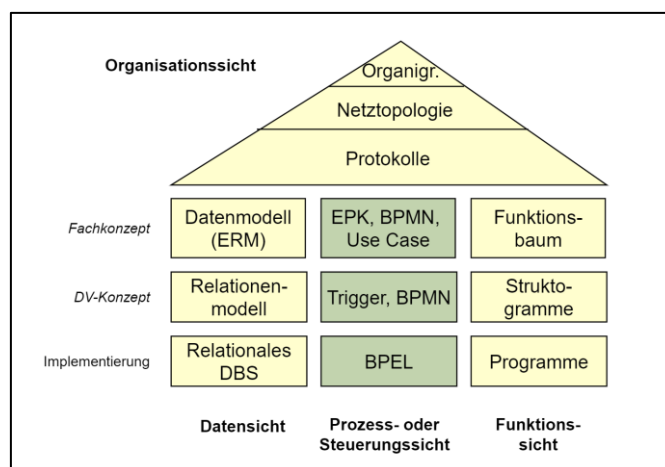 Organisationssicht
Organigr.
Netztopologie
Protokolle
Fachkonzept
Datenmodell
(ERM)
EPK, BPMN,
Use Case
Funktions-
baum
DV-Konzept
Relationen-
modell
Trigger, BPMN
Strukto-
gramme
Implementierung
Relationales
DBS
BPEL
Programme
Datensicht
Prozess- oder
Steuerungssicht
Funktions-
sicht